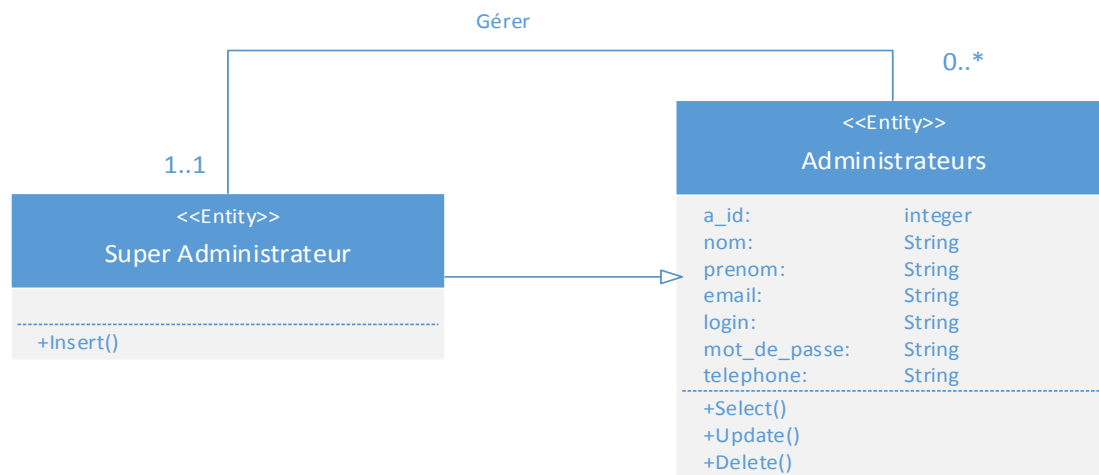 Gérer
0..*
1..1
<<Entity>>
Super Administrateur
+Insert()
<<Entity>>
Administrateurs
a_id: integer
nom: String
prenom: String
email: String
login: String
mot_de_passe: String
telephone: String
+Select()
+Update()
+Delete()